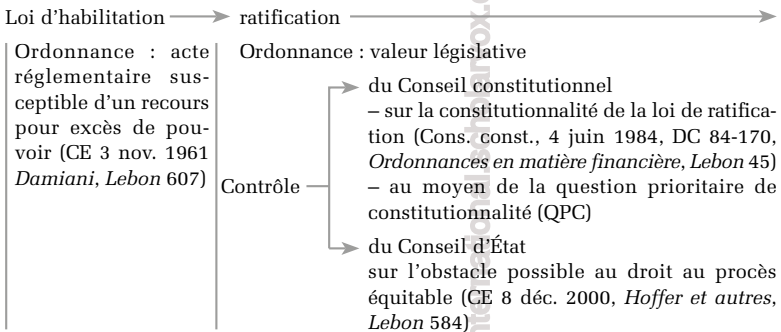 Loi d'habilitation ratification
Ordonnance : acte
réglementaire sus-
ceptible d'un recours
pour excès de pou-
voir (CE 3 nov. 1961
Damiani, Lebon 607)
Ordonnance : valeur législative
Contrôle
du Conseil constitutionnel
– sur la constitutionnalité de la loi de ratifica-
tion (Cons. const., 4 juin 1984, DC 84-170,
Ordonnances en matière financière, Lebon 45)
– au moyen de la question prioritaire de
constitutionnalité (QPC)
du Conseil d'État
sur l'obstacle possible au droit au procès
équitable (CE 8 déc. 2000, Hoffer et autres,
Lebon 584)